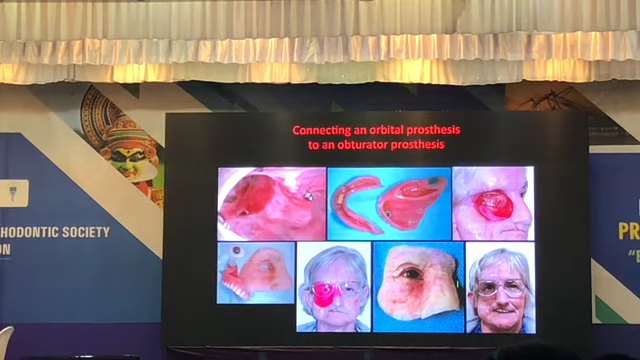 Connecting an orbital prosthesis
to an obturator prosthesis
HODONTIC SOCIETY
ON
PR